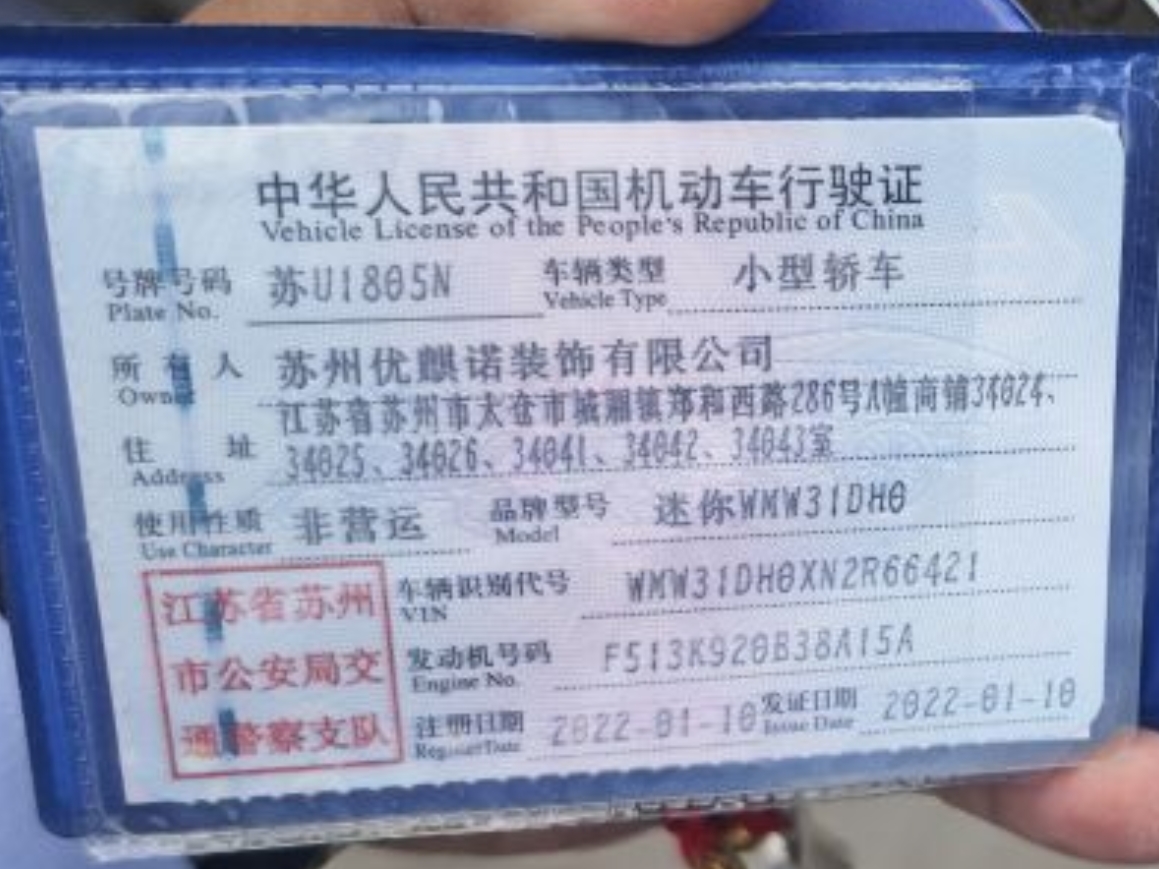 中华人民共和国机动车行驶证
Vehicle License of the People's Republic of China
号牌号码 苏U1805N 车辆类型 小型轿车
Plate No. Vehicle Type
所有人 苏州优麒诺装饰有限公司
Owner
江苏省苏州市太仓市城厢镇郑和西路286号A幢商铺34024、
住址 34025、34026、34041、34042、34043室
Address
使用性质 非营运 品牌型号 迷你WMW31DH0
Use Character Model
江苏省苏州
市公安局交
通警察支队
车辆识别代号 WMW31DH0XN2R66421
VIN
发动机号码 F513K920B38A15A
Engine No.
注册日期 2022-01-10 发证日期 2022-01-10
Register Date Issue Date